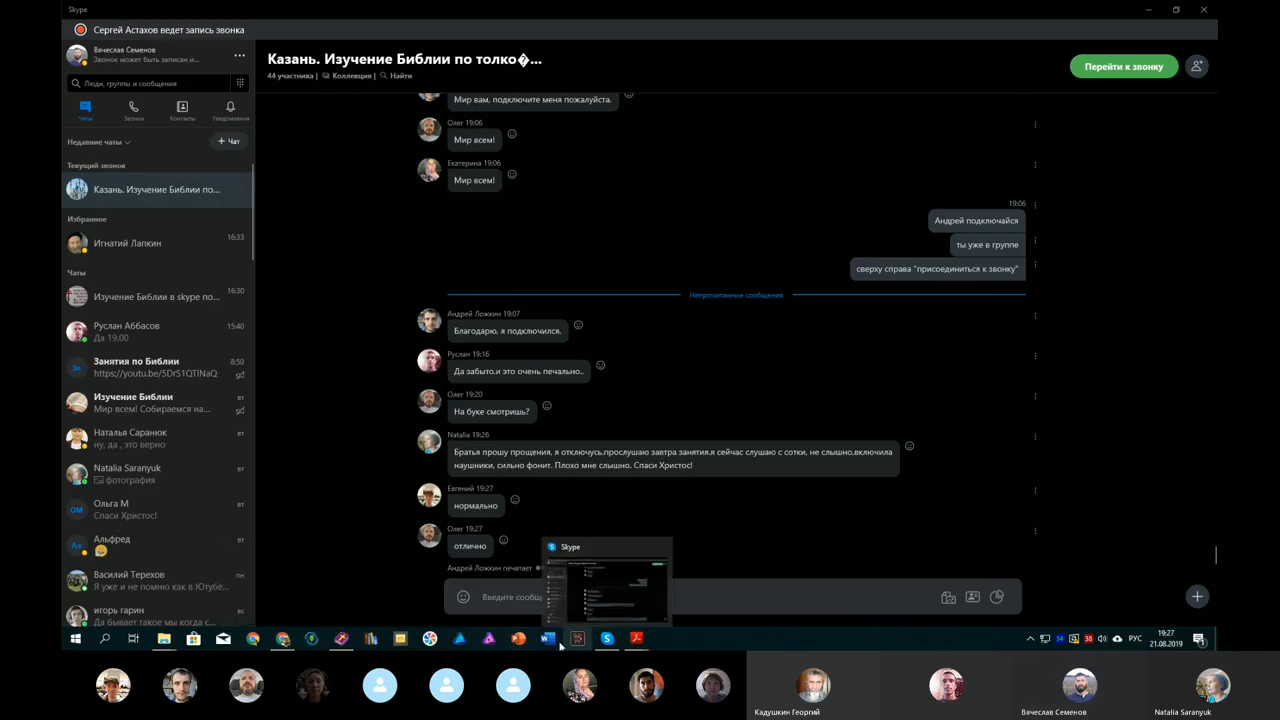 Skype
Сергей Астахов ведет запись звонка
Вячеслав Семенов
Звонок может быть записан и...
Люди, группы и сообщения
Чаты
Звонки
Контакты
Уведомления
Недавние чаты
+ Чат
Текущий звонок
Казань. Изучение Библии по...
Избранное
Игнатий Лапкин
16:33
Чаты
Изучение Библии в skype по...
16:30
Руслан Аббасов
15:40
Да 19.00
Занятия по Библии
8:50
https://youtu.be/5DrS1QTlNaQ
Изучение Библии
вт
Мир всем! Собираемся на...
Наталья Саранюк
вт
ну, да , это верно
Natalia Saranyuk
вт
фотография
Ольга М
вт
Спаси Христос!
Альфред
вт
Василий Терехов
пн
Я уже и не помню как в Ютубе...
игорь гарин
вс
Да бывает такое мы когда с...
Казань. Изучение Библии по толко�...
44 участника | Коллекция | Найти
Перейти к звонку
Мир вам, подключите меня пожалуйста.
Олег 19:06
Мир всем!
Екатерина 19:06
Мир всем!
19:06
Андрей подключайся
ты уже в группе
сверху справа "присоединиться к звонку"
Непрочитанные сообщения
Андрей Ложкин 19:07
Благодарю, я подключился.
Руслан 19:16
Да забыто,и это очень печально..
Олег 19:20
На буке смотришь?
Natalia 19:26
Братья прошу прощения, я отключусь.прослушаю завтра занятия.я сейчас слушаю с сотки, не слышно,включила
наушники, сильно фонит. Плохо мне слышно. Спаси Христос!
Евгений 19:27
нормально
Олег 19:27
отлично
Андрей Ложкин печатает
Skype
Введите сообщ
34
38
РУС
19:27
21.08.2019
Кадушкин Георгий
Вячеслав Семенов
Natalia Saranyuk